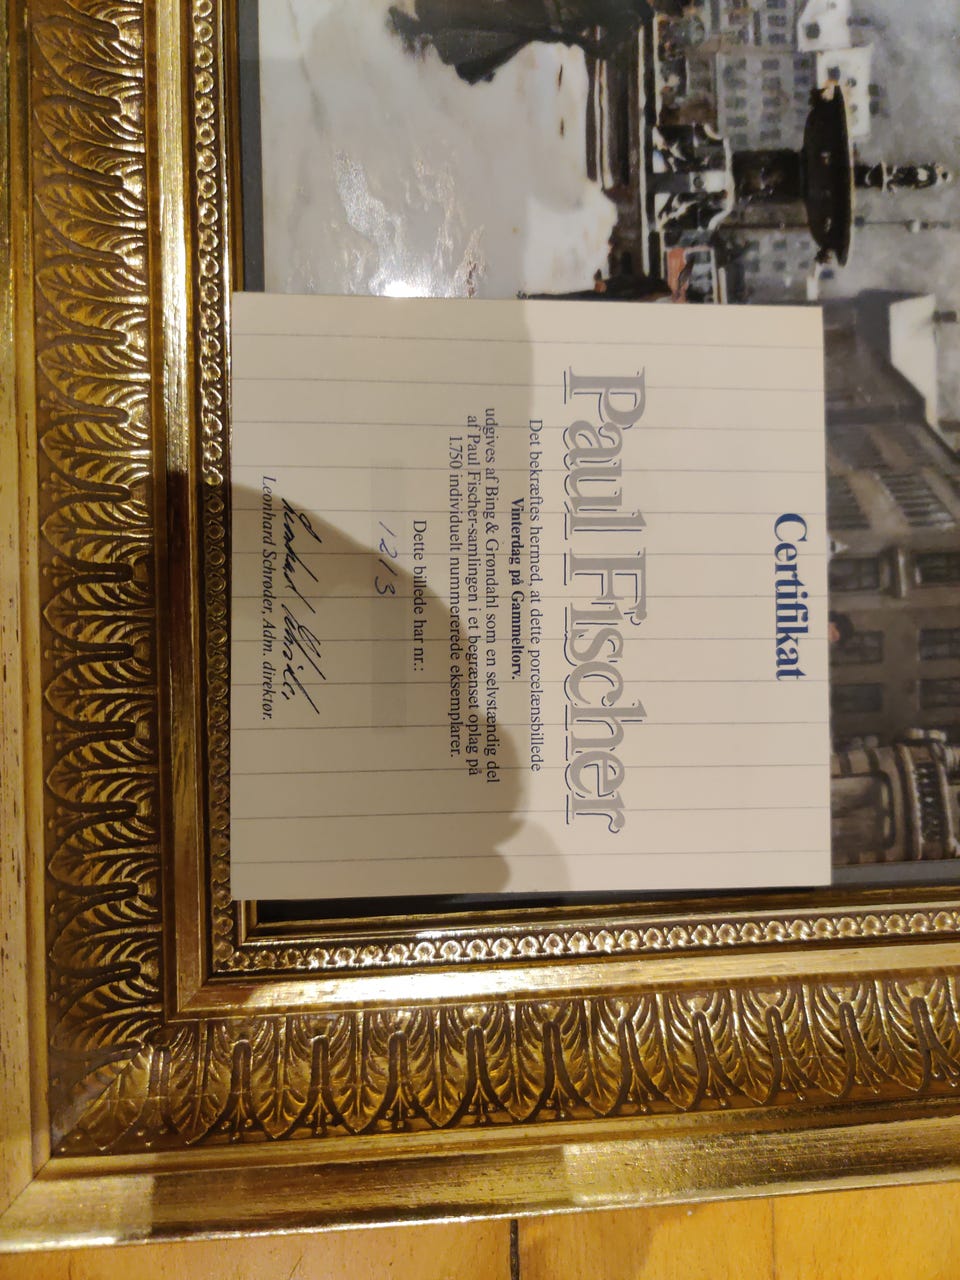 Certifikat
Paul Fischer
Det bekræftes hermed, at dette porcelænsbillede
Vinterdag på Gammeltorv.
udgives af Bing & Grøndahl som en selvstændig del
af Paul Fischer-samlingen i et begrænset oplag på
1.750 individuelt nummererede eksemplarer.
Dette billede har nr.:
1213
Leonhard Schrøder, Adm. direktør.